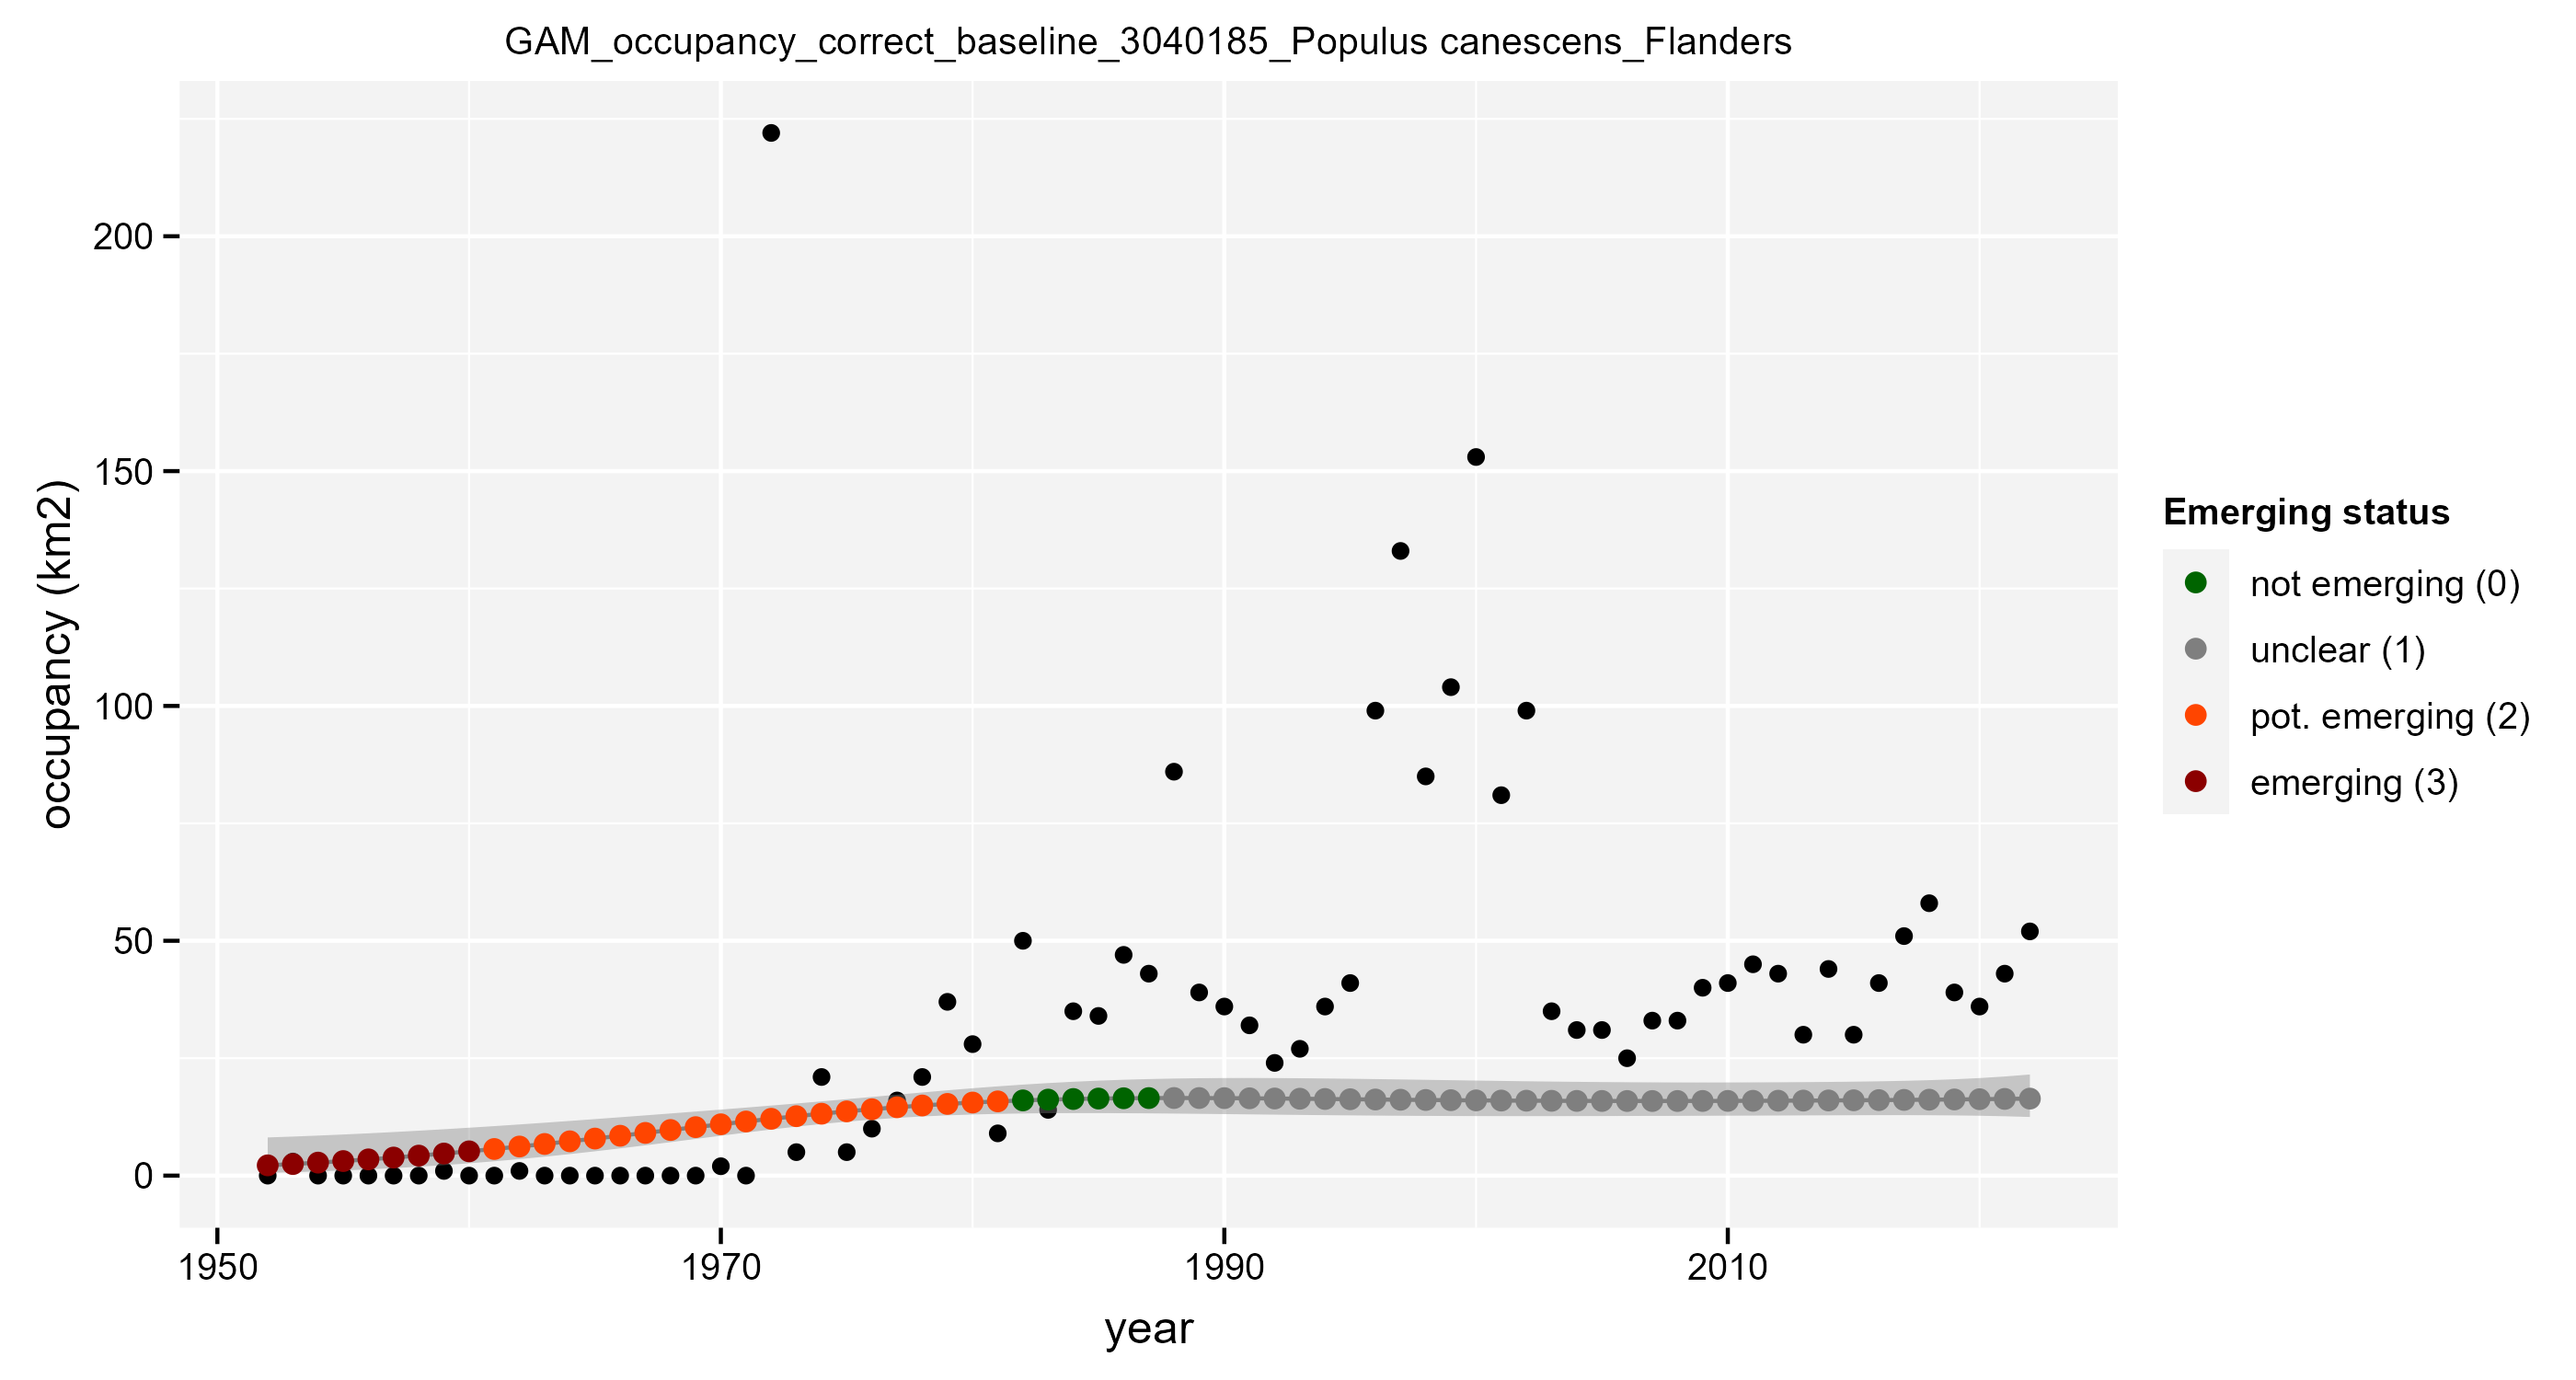 GAM_occupancy_correct_baseline_3040185_Populus canescens_Flanders
occupancy (km2)
200
150
100
50
0
1950
1970
1990
2010
year
Emerging status
not emerging (0)
unclear (1)
pot. emerging (2)
emerging (3)